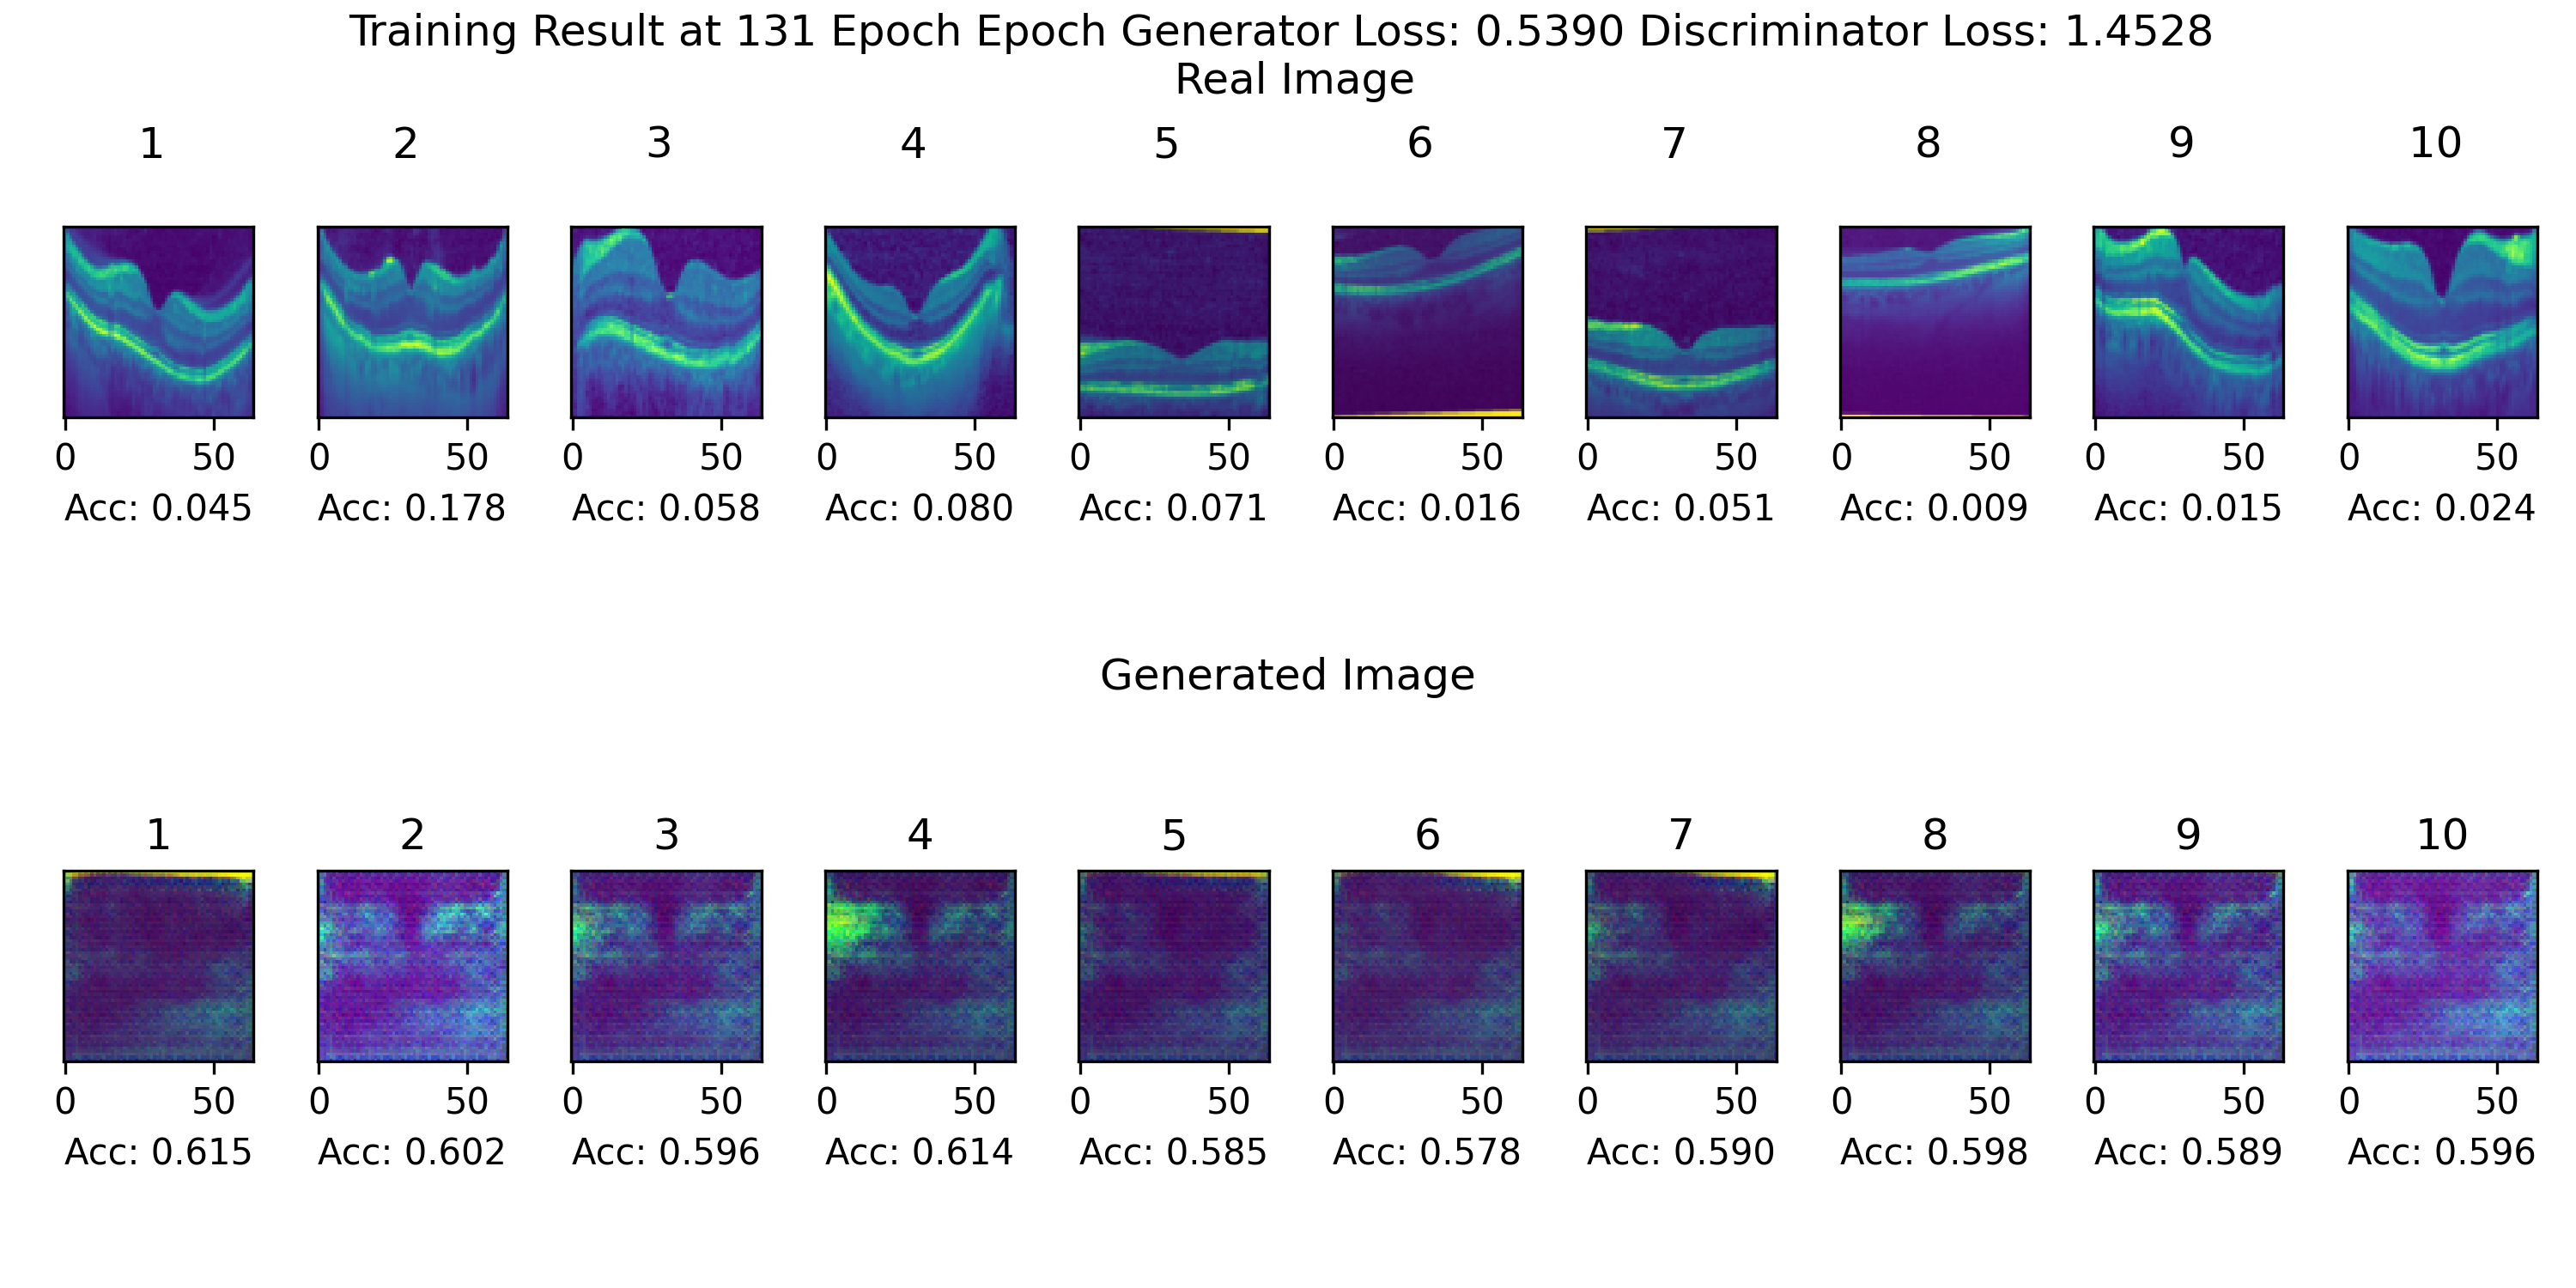 Training Result at 131 Epoch Epoch Generator Loss: 0.5390 Discriminator Loss: 1.4528
Real Image
1 2 3 4 5 6 7 8 9 10
0 50 0 50 0 50 0 50 0 50 0 50 0 50 0 50 0 50 0 50
Acc: 0.045 Acc: 0.178 Acc: 0.058 Acc: 0.080 Acc: 0.071 Acc: 0.016 Acc: 0.051 Acc: 0.009 Acc: 0.015 Acc: 0.024
Generated Image
1 2 3 4 5 6 7 8 9 10
0 50 0 50 0 50 0 50 0 50 0 50 0 50 0 50 0 50 0 50
Acc: 0.615 Acc: 0.602 Acc: 0.596 Acc: 0.614 Acc: 0.585 Acc: 0.578 Acc: 0.590 Acc: 0.598 Acc: 0.589 Acc: 0.596